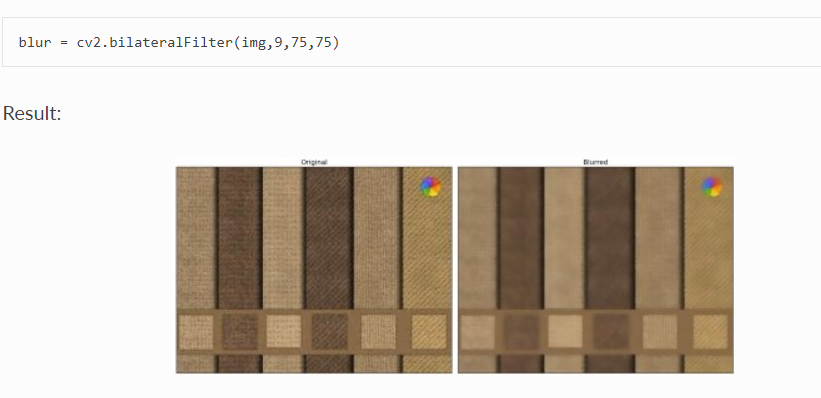 blur = cv2.bilateralFilter(img,9,75,75)
Result:
Original
Blurred